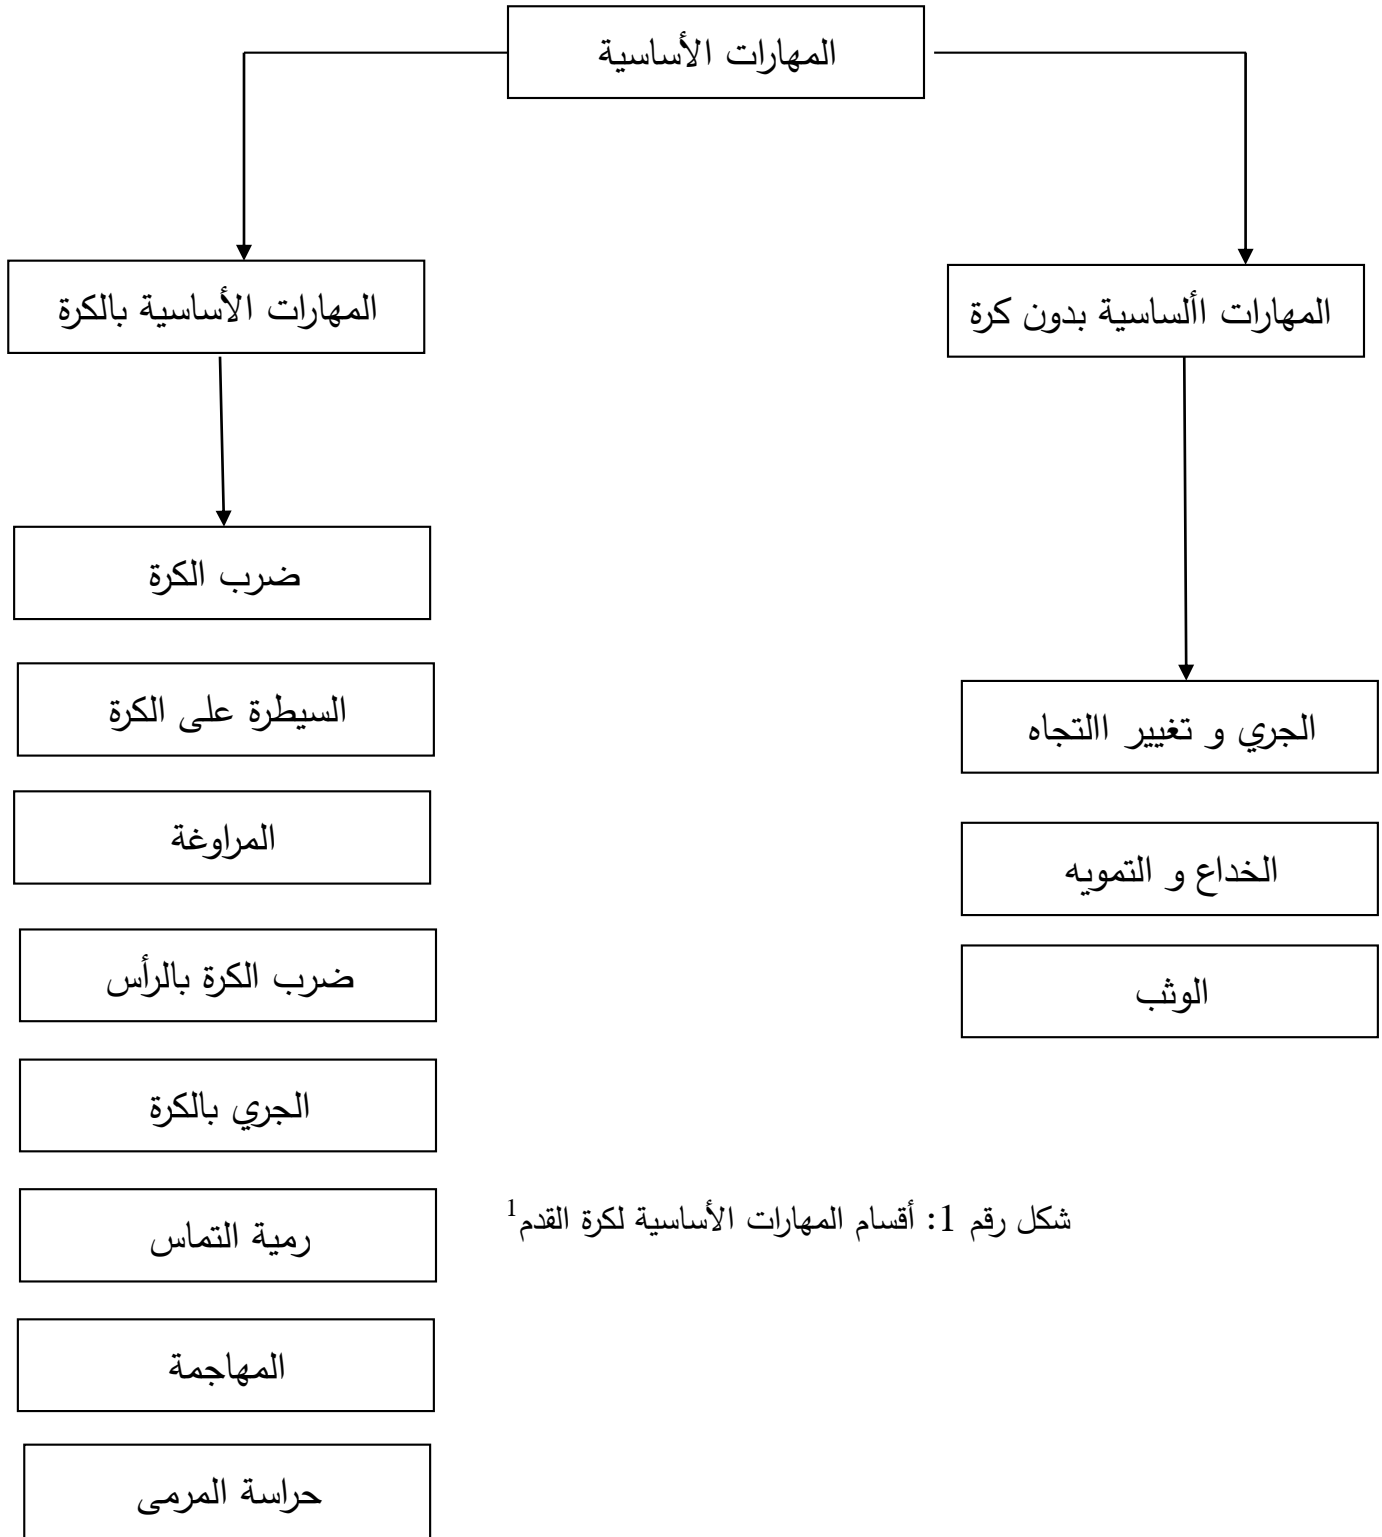 المهارات الأساسية
المهارات األساسية بدون كرة
المهارات الأساسية بالكرة
ضرب الكرة
السيطرة على الكرة
الجري و تغيير االتجاه
المراوغة
الخداع و التمويه
ضرب الكرة بالرأس
الوثب
الجري بالكرة
رمية التماس
شكل رقم 1: أقسام المهارات الأساسية لكرة القدم1
المهاجمة
حراسة المرمى